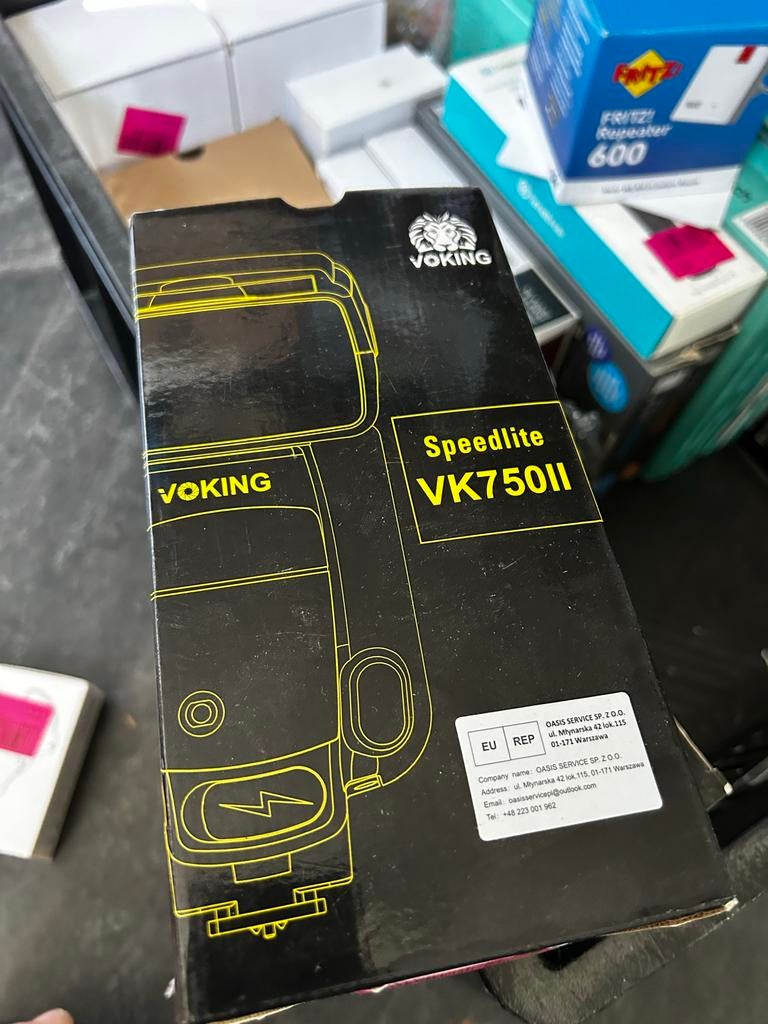 FRITZ!
FRITZ!
Repeater
600
VOKING
Speedlite
VK750II
VOKING
EU REP
OASIS SERVICE SP. Z O.O.
ul. Młynarska 42 lok.115
01-171 Warszawa
Company name: OASIS SERVICE SP. Z O.O.
Address: ul. Młynarska 42 lok.115, 01-171 Warszawa
Email: oasisservicepl@outlook.com
Tel: +48 223 001 962